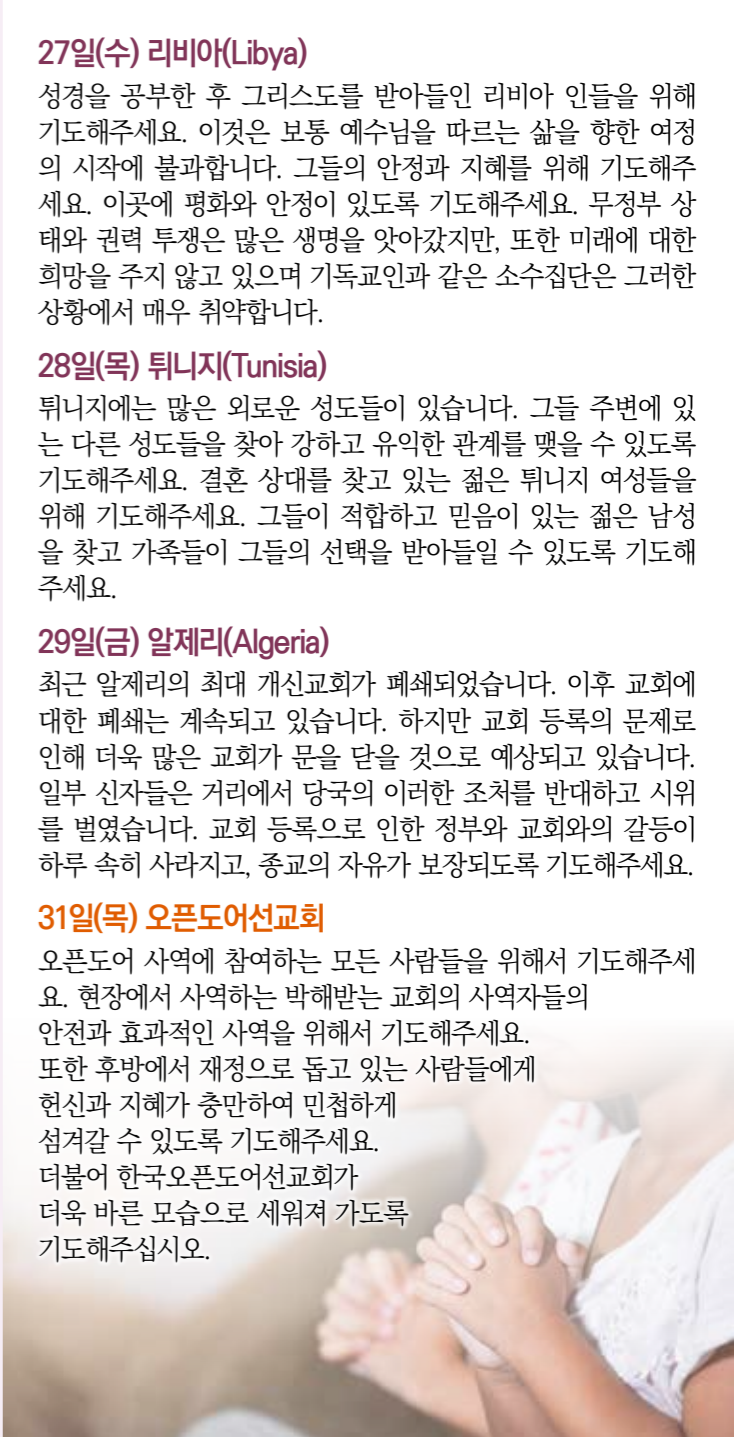 27일(수) 리비아(Libya)
성경을 공부한 후 그리스도를 받아들인 리비아 인들을 위해
기도해주세요. 이것은 보통 예수님을 따르는 삶을 향한 여정
의 시작에 불과합니다. 그들의 안정과 지혜를 위해 기도해주
세요. 이곳에 평화와 안정이 있도록 기도해주세요. 무정부 상
태와 권력 투쟁은 많은 생명을 앗아갔지만, 또한 미래에 대한
희망을 주지 않고 있으며 기독교인과 같은 소수집단은 그러한
상황에서 매우 취약합니다.
28일(목) 튀니지(Tunisia)
튀니지에는 많은 외로운 성도들이 있습니다. 그들 주변에 있
는 다른 성도들을 찾아 강하고 유익한 관계를 맺을 수 있도록
기도해주세요. 결혼 상대를 찾고 있는 젊은 튀니지 여성들을
위해 기도해주세요. 그들이 적합하고 믿음이 있는 젊은 남성
을 찾고 가족들이 그들의 선택을 받아들일 수 있도록 기도해
주세요.
29일(금) 알제리(Algeria)
최근 알제리의 최대 개신교회가 폐쇄되었습니다. 이후 교회에
대한 폐쇄는 계속되고 있습니다. 하지만 교회 등록의 문제로
인해 더욱 많은 교회가 문을 닫을 것으로 예상되고 있습니다.
일부 신자들은 거리에서 당국의 이러한 조처를 반대하고 시위
를 벌였습니다. 교회 등록으로 인한 정부와 교회와의 갈등이
하루 속히 사라지고, 종교의 자유가 보장되도록 기도해주세요.
31일(목) 오픈도어선교회
오픈도어 사역에 참여하는 모든 사람들을 위해서 기도해주세
요. 현장에서 사역하는 박해받는 교회의 사역자들의
안전과 효과적인 사역을 위해서 기도해주세요.
또한 후방에서 재정으로 돕고 있는 사람들에게
헌신과 지혜가 충만하여 민첩하게
섬겨갈 수 있도록 기도해주세요.
더불어 한국오픈도어선교회가
더욱 바른 모습으로 세워져 가도록
기도해주십시오.